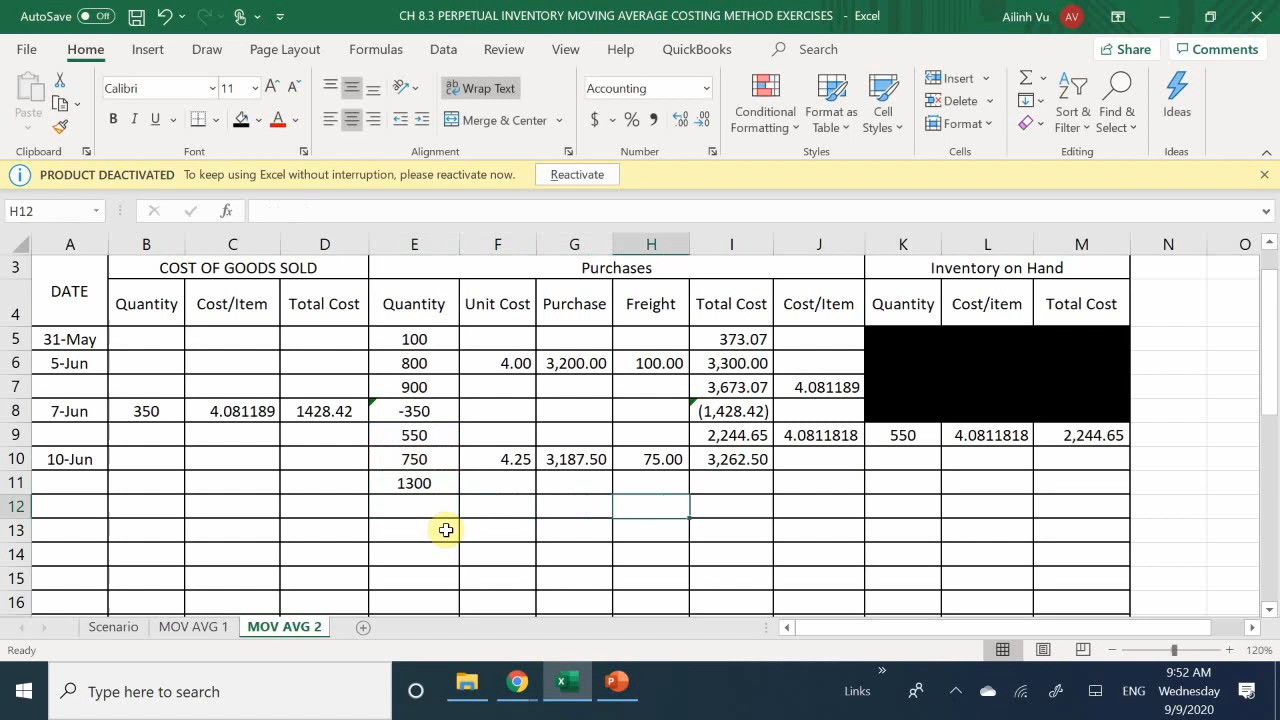 AutoSave Off CH 8.3 PERPETUAL INVENTORY MOVING AVERAGE COSTING METHOD EXERCISES - Excel Ailinh Vu AV
File Home Insert Draw Page Layout Formulas Data Review View Help QuickBooks Search Share Comments
Paste Calibri 11 A A ab Wrap Text Accounting Conditional Formatting Format as Table Cell Styles Insert Sort & Filter Find & Select Ideas
B I U A Merge & Center $ % Delete
Format
Clipboard Font Alignment Number Styles Cells Editing Ideas
PRODUCT DEACTIVATED To keep using Excel without interruption, please reactivate now. Reactivate
H12 fx
A B C D E F G H I J K L M N O
3 DATE COST OF GOODS SOLD Purchases Inventory on Hand
4 Quantity Cost/Item Total Cost Quantity Unit Cost Purchase Freight Total Cost Cost/Item Quantity Cost/item Total Cost
5 31-May 100 373.07
6 5-Jun 800 4.00 3,200.00 100.00 3,300.00
7 900 3,673.07 4.081189
8 7-Jun 350 4.081189 1428.42 -350 (1,428.42)
9 550 2,244.65 4.0811818 550 4.0811818 2,244.65
10 10-Jun 750 4.25 3,187.50 75.00 3,262.50
11 1300
12
13
14
15
16
Scenario MOV AVG 1 MOV AVG 2
Ready 120%
Type here to search Links ENG 9:52 AM
Wednesday
9/9/2020